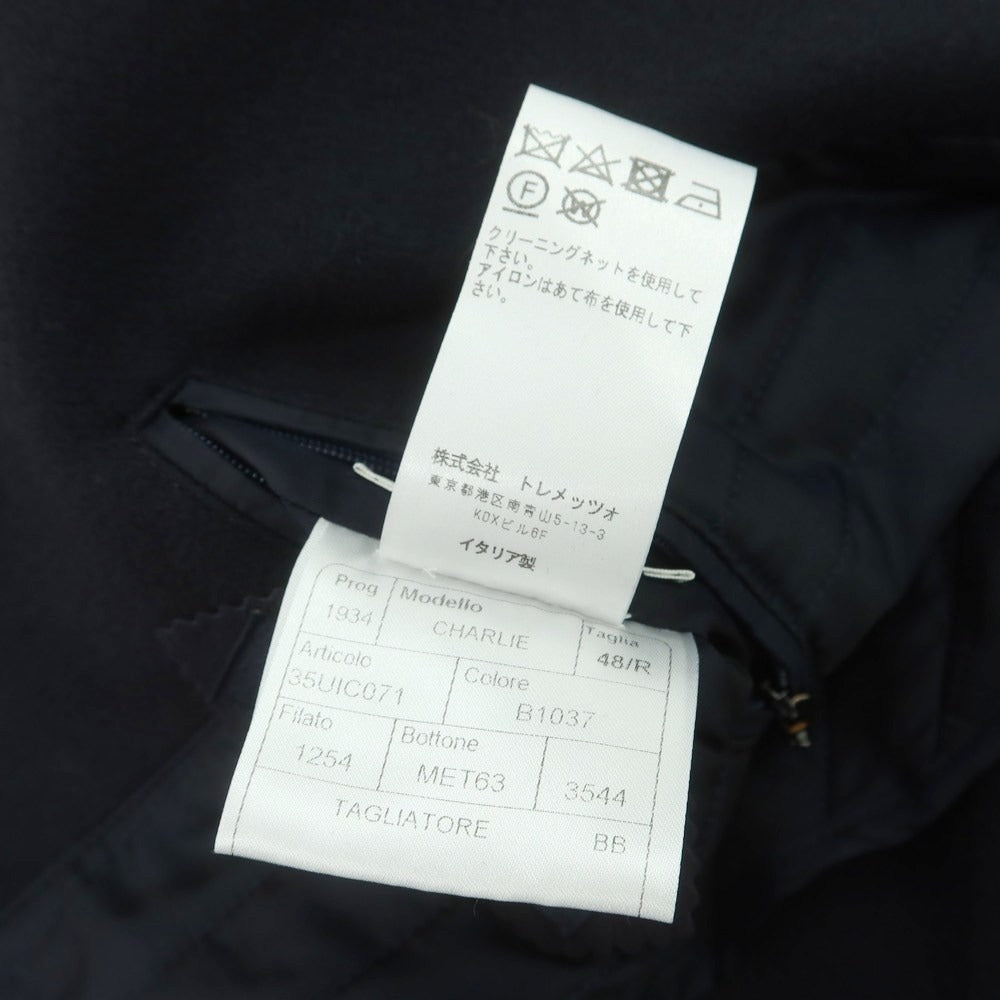 F W
クリーニングネットを使用して
下さい。
アイロンはあて布を使用して下
さい。
株式会社 トレメッツォ
東京都港区南青山5-13-3
KDXビル6F
イタリア製
Prog Modello Taglia
1934 CHARLIE 48/R
Articolo Colore
35UIC071 B1037
Filato Bottone
1254 MET63 3544
TAGLIATORE BB